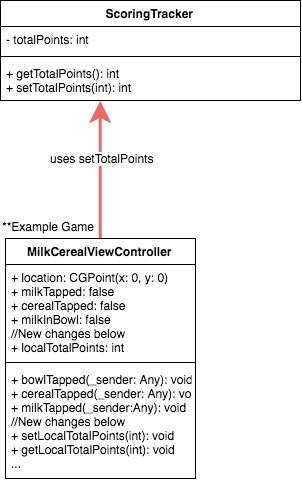 ScoringTracker
- totalPoints: int
+ getTotalPoints(): int
+ setTotalPoints(int): int
uses setTotalPoints
**Example Game
MilkCerealViewController
+ location: CGPoint(x: 0, y: 0)
+ milkTapped: false
+ cerealTapped: false
+ milkInBowl: false
//New changes below
+ localTotalPoints: int
+ bowlTapped(_sender: Any): void
+ cerealTapped(_sender: Any): vo
+ milkTapped(_sender:Any): void
//New changes below
+ setLocalTotalPoints(int): void
+ getLocalTotalPoints(int): void
...